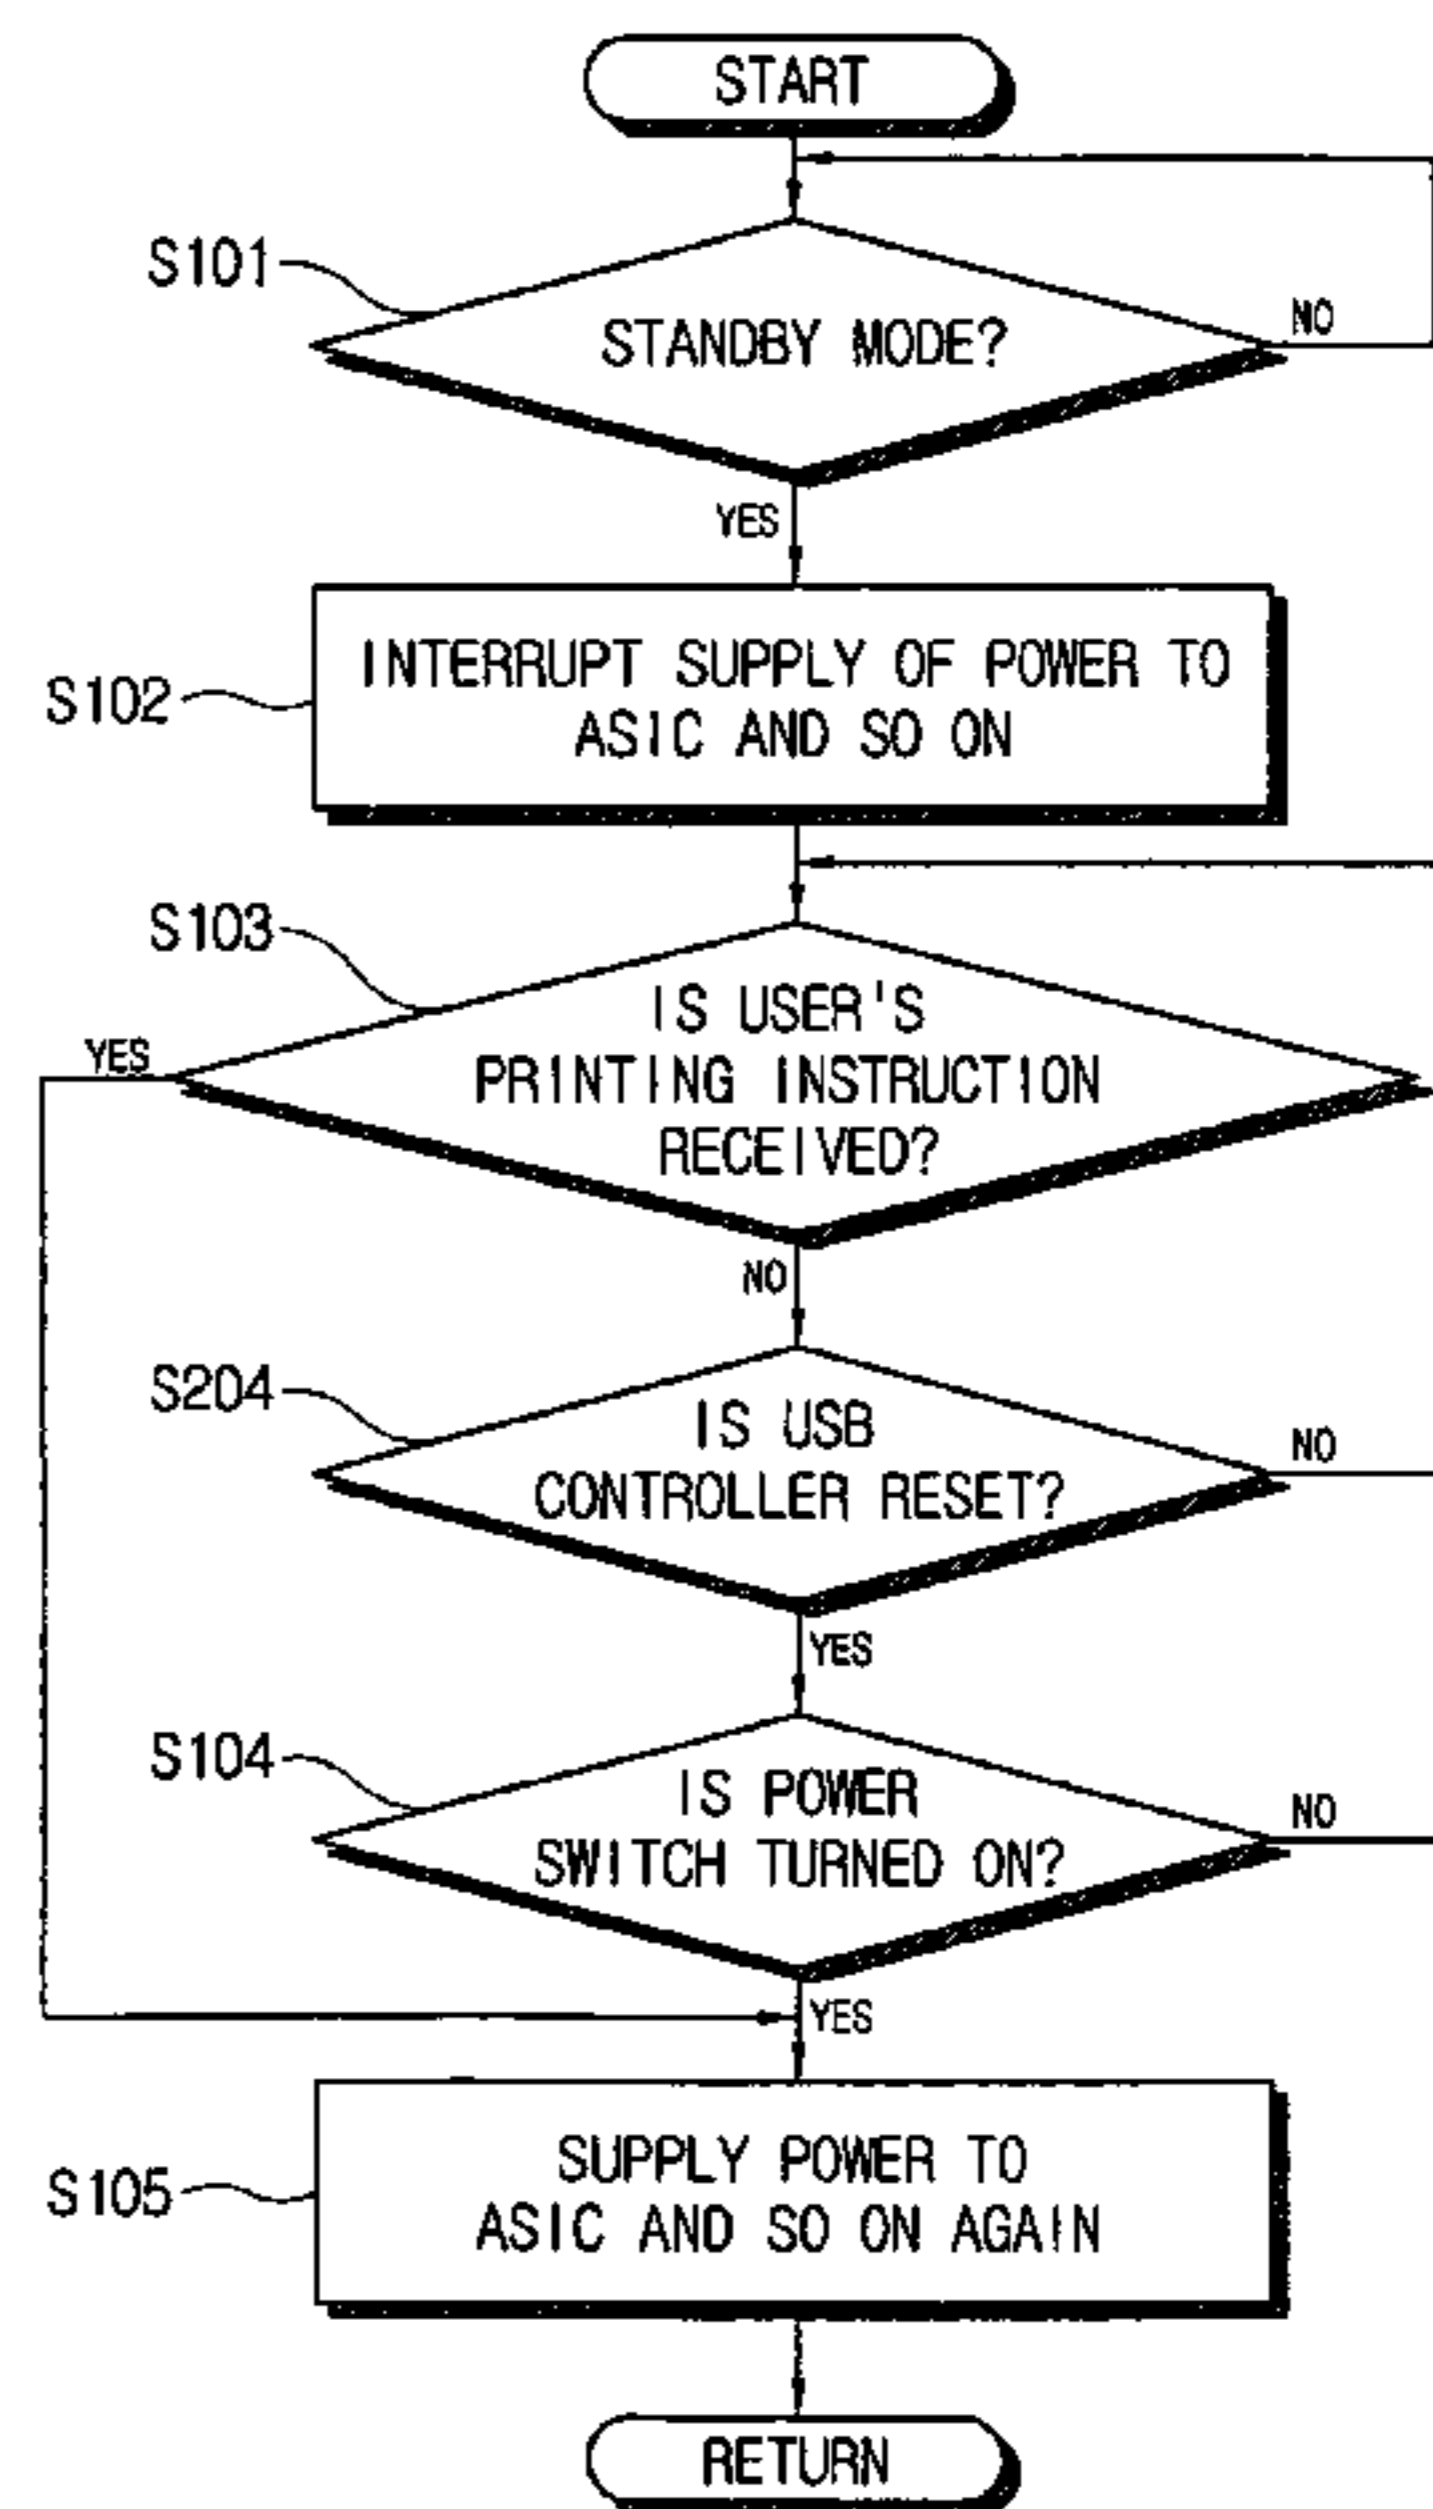 START
S101
STANDBY MODE?
NO
YES
S102
INTERRUPT SUPPLY OF POWER TO
ASIC AND SO ON
S103
IS USER'S
PRINTING INSTRUCTION
RECEIVED?
YES
NO
S204
IS USB
CONTROLLER RESET?
NO
YES
S104
IS POWER
SWITCH TURNED ON?
NO
YES
S105
SUPPLY POWER TO
ASIC AND SO ON AGAIN
RETURN